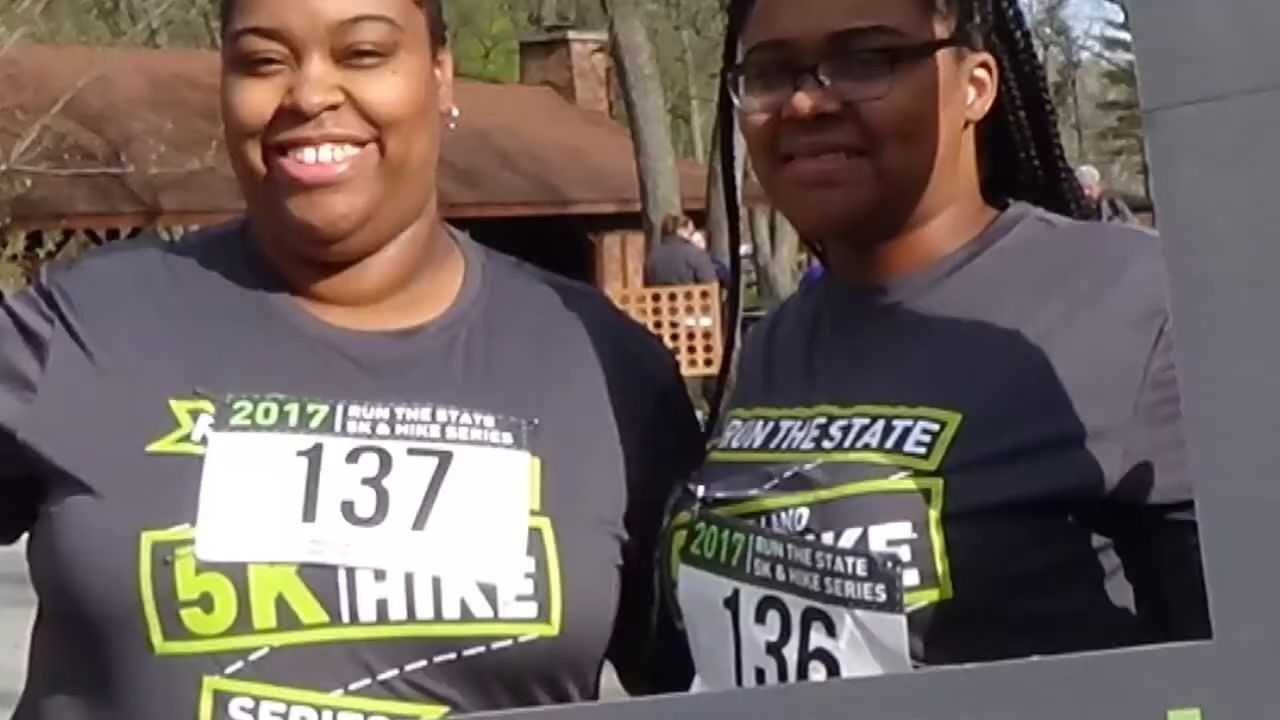 2017 | RUN THE STATE
5K & HIKE SERIES
137
5K | HIKE
SERIES
RUN THE STATE
2017 | RUN THE STATE
5K & HIKE SERIES
136